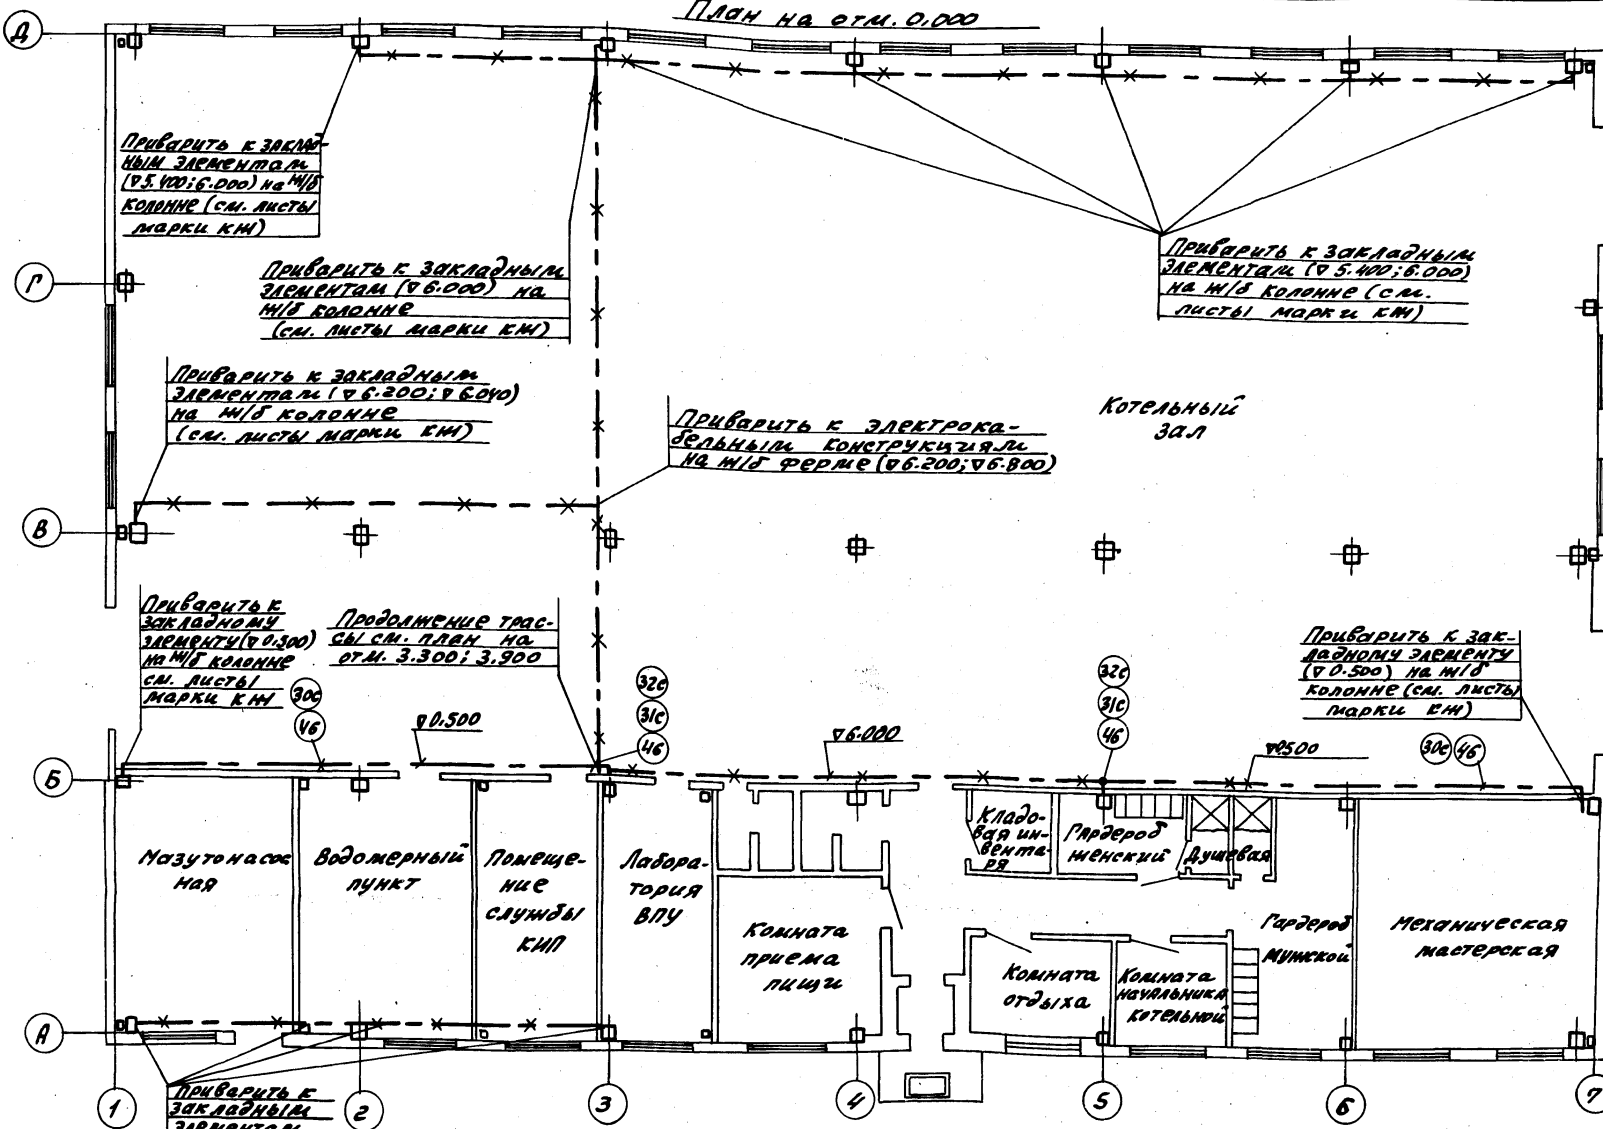 План на отм. 0,000
Д
Приварить к заклад-
ным элементам
(▽5.400; 6.000) на ж/б
колонне (см. листы
марки КЖ)
Г
Приварить к закладным
элементам (▽6.000) на
ж/б колонне
(см. листы марки КЖ)
Приварить к закладным
элементам (▽ 5.400; 6.000)
на ж/б колонне (см.
листы марки КЖ)
Приварить к закладным
элементам (▽6.200; ▽6.040)
на ж/б колонне
(см. листы марки КЖ)
Приварить к электрока-
бельным конструкциям
на ж/б ферме (▽6.200; ▽6.800)
Котельный
зал
В
Приварить к
закладному
элементу (▽0.500)
на ж/б колонне
см. листы
марки КЖ
Продолжение трас-
сы см. план на
отм. 3.300; 3.900
Приварить к зак-
ладному элементу
(▽0.500) на ж/б
колонне (см. листы
марки КЖ)
30с
46
▽0.500
32с
31с
46
▽6.000
32с
31с
46
▽0.500
30с 46
Б
Мазутонасос
ная
Водомерный
пункт
Помеще-
ние
службы
КИП
Лабора-
тория
ВПУ
Комната
приема
пищи
Кладо-
вая ин-
вента-
ря
Гардероб
женский
Душевая
Комната
отдыха
Комната
начальника
котельной
Гардероб
мужской
Механическая
мастерская
А
Приварить к
закладным
элементам
1
2
3
4
5
6
7